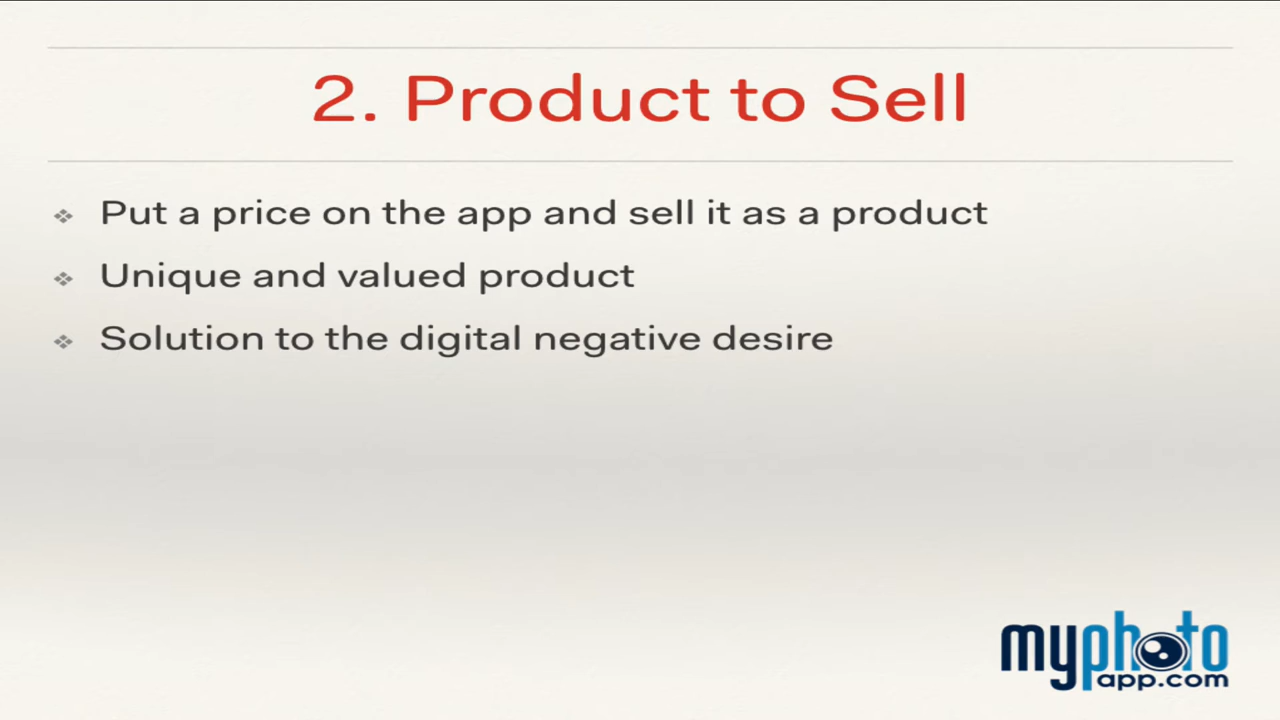 2. Product to Sell
Put a price on the app and sell it as a product
Unique and valued product
Solution to the digital negative desire
myphoto
app.com